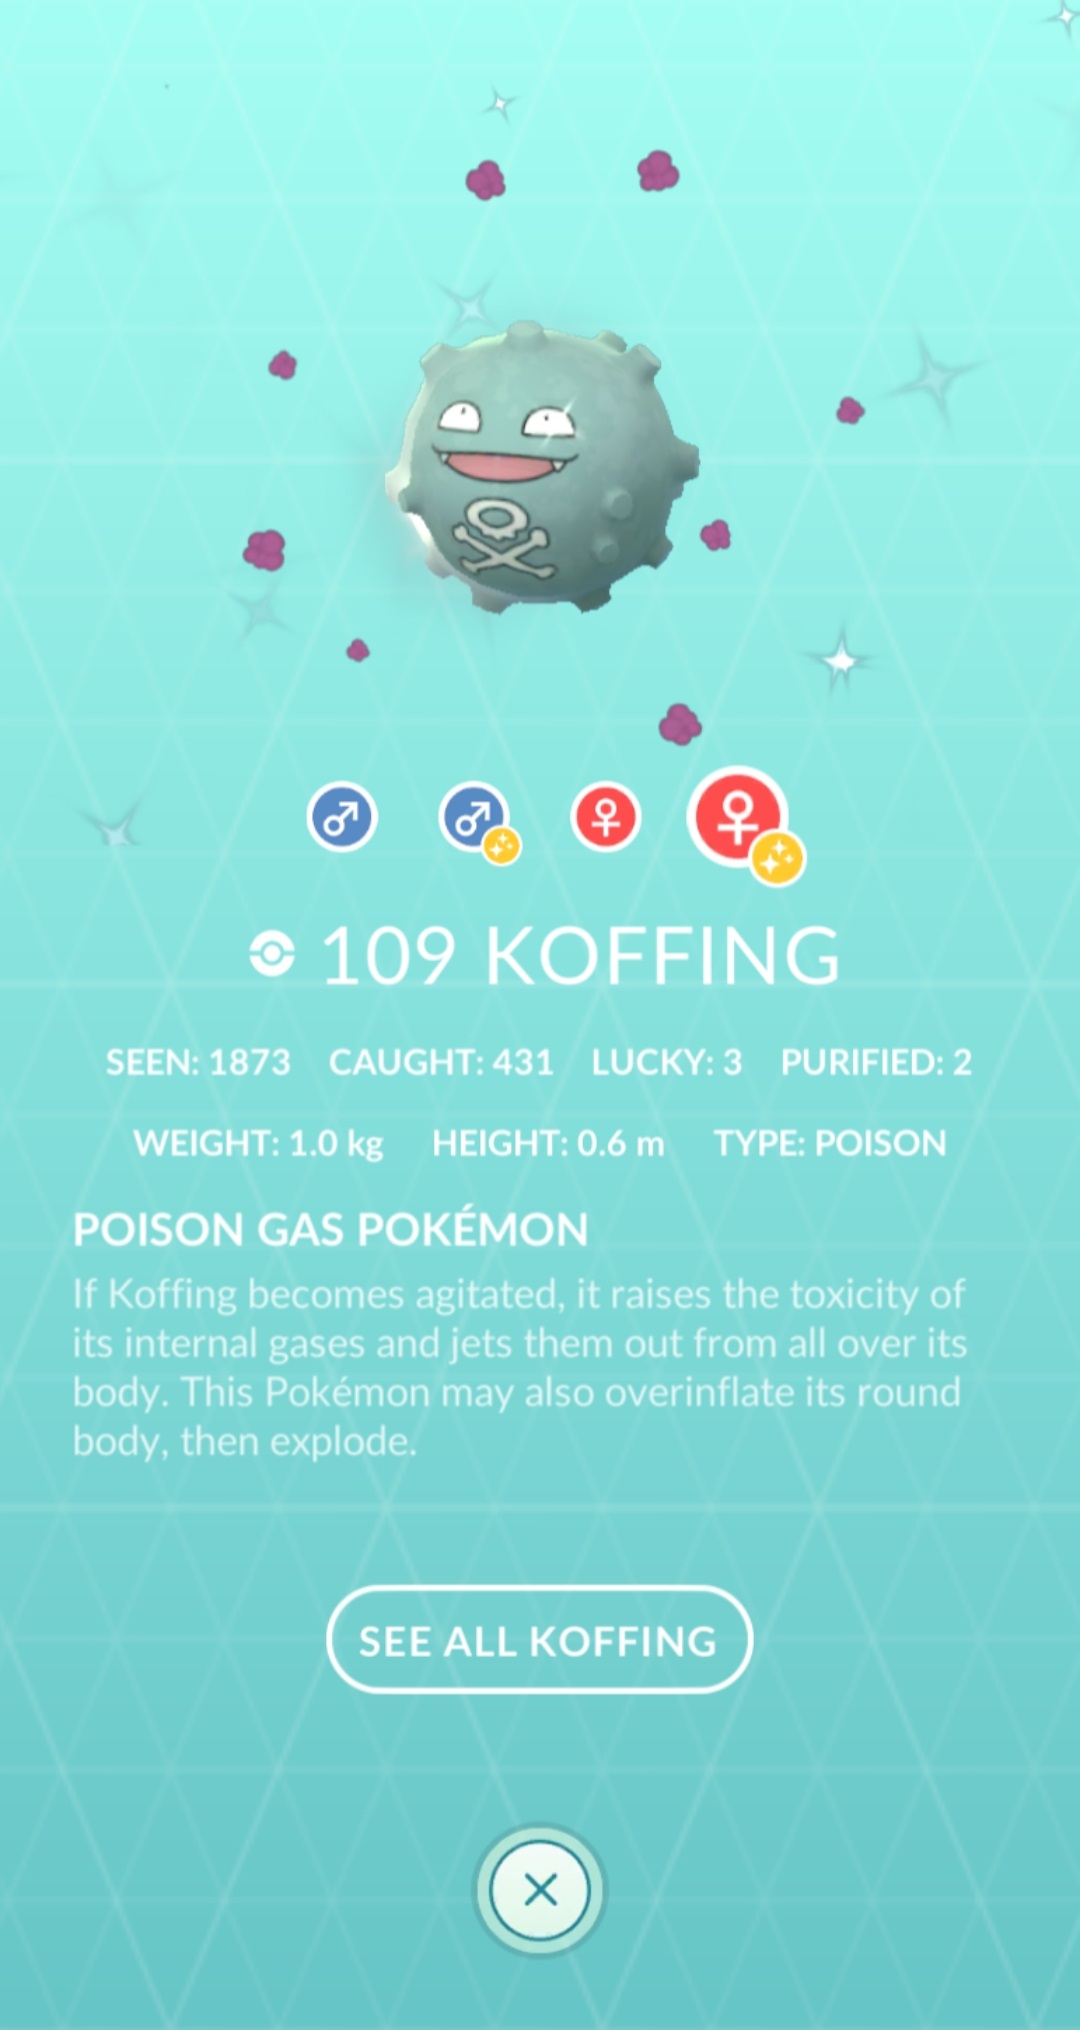 109 KOFFING
SEEN: 1873 CAUGHT: 431 LUCKY: 3 PURIFIED: 2
WEIGHT: 1.0 kg HEIGHT: 0.6 m TYPE: POISON
POISON GAS POKÉMON
If Koffing becomes agitated, it raises the toxicity of
its internal gases and jets them out from all over its
body. This Pokémon may also overinflate its round
body, then explode.
SEE ALL KOFFING